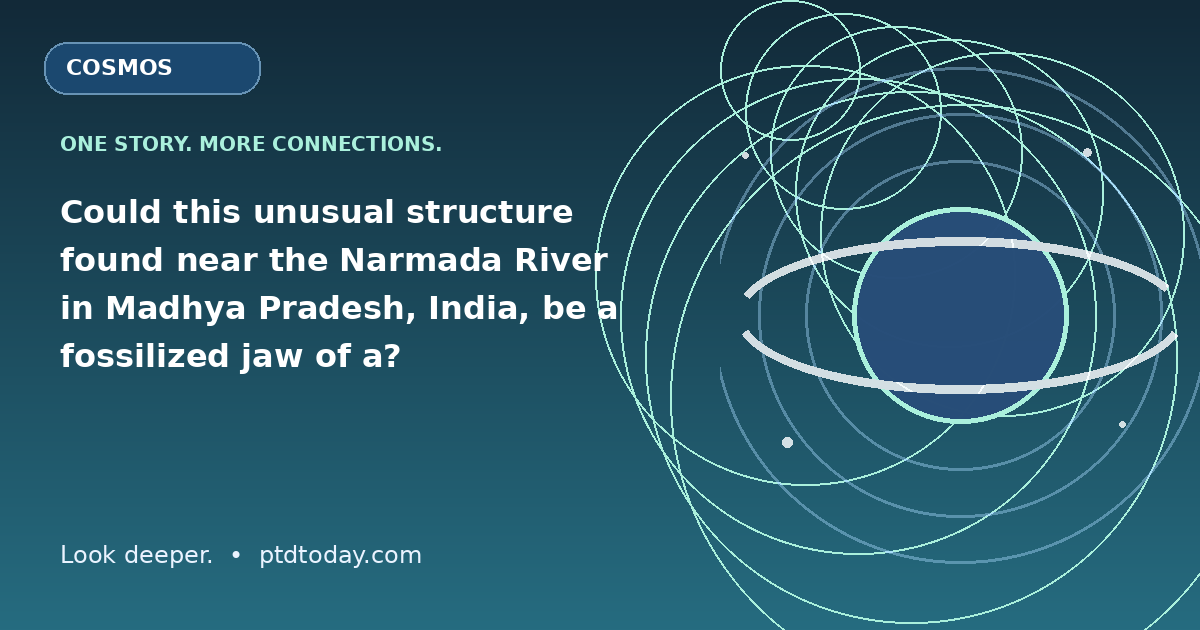 COSMOS
ONE STORY. MORE CONNECTIONS.
Could this unusual structure
found near the Narmada River
in Madhya Pradesh, India, be a
fossilized jaw of a?
Look deeper. • ptdtoday.com